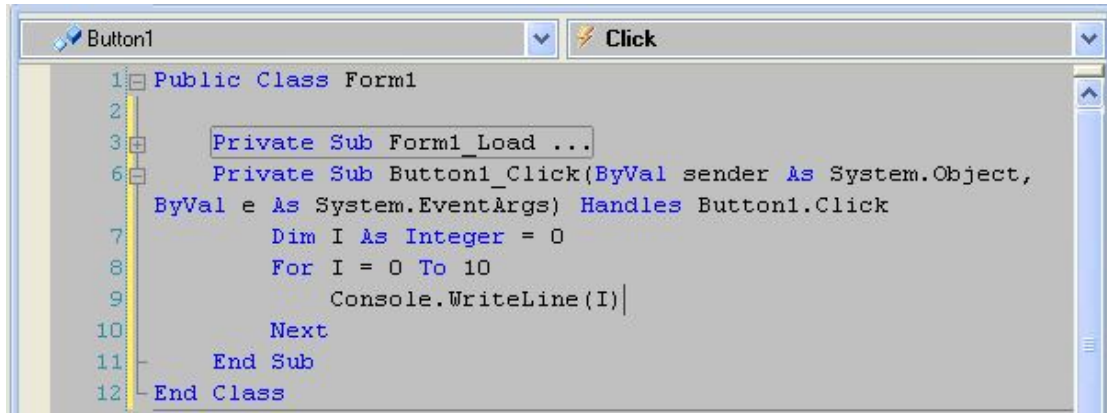 Button1 Click
1 Public Class Form1
2
3 Private Sub Form1_Load ...
6 Private Sub Button1_Click(ByVal sender As System.Object,
ByVal e As System.EventArgs) Handles Button1.Click
7 Dim I As Integer = 0
8 For I = 0 To 10
9 Console.WriteLine(I)
10 Next
11 End Sub
12 End Class